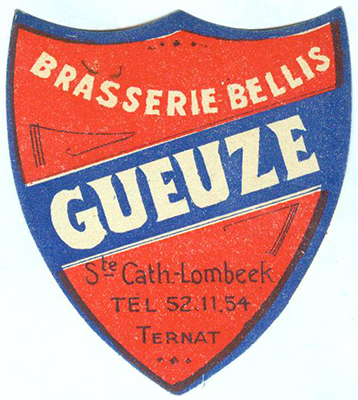 BRASSERIE BELLIS
GUEUZE
Ste Cath.-Lombeek
TEL 52.11.54
TERNAT